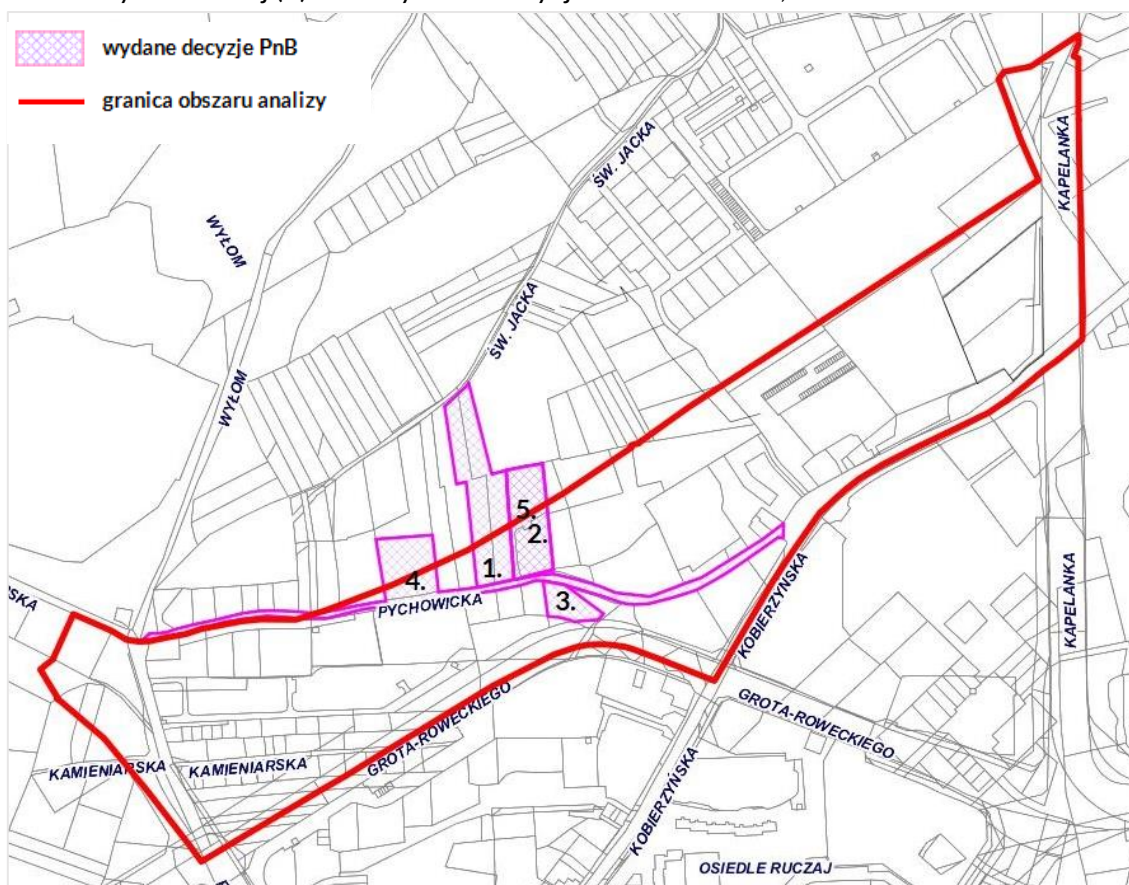 wydane decyzje PnB
granica obszaru analizy
KAPELANKA
ŚW. JACKA
WYŁOM
ŚW. JACKA
WYŁOM
5.
2.
1.
4.
3.
PYCHOWICKA
KOBIERZYŃSKA
KAPELANKA
GROTA-ROWECKIEGO
GROTA-ROWECKIEGO
KAMIENIARSKA
KAMIENIARSKA
KOBIERZYŃSKA
OSIEDLE RUCZAJ